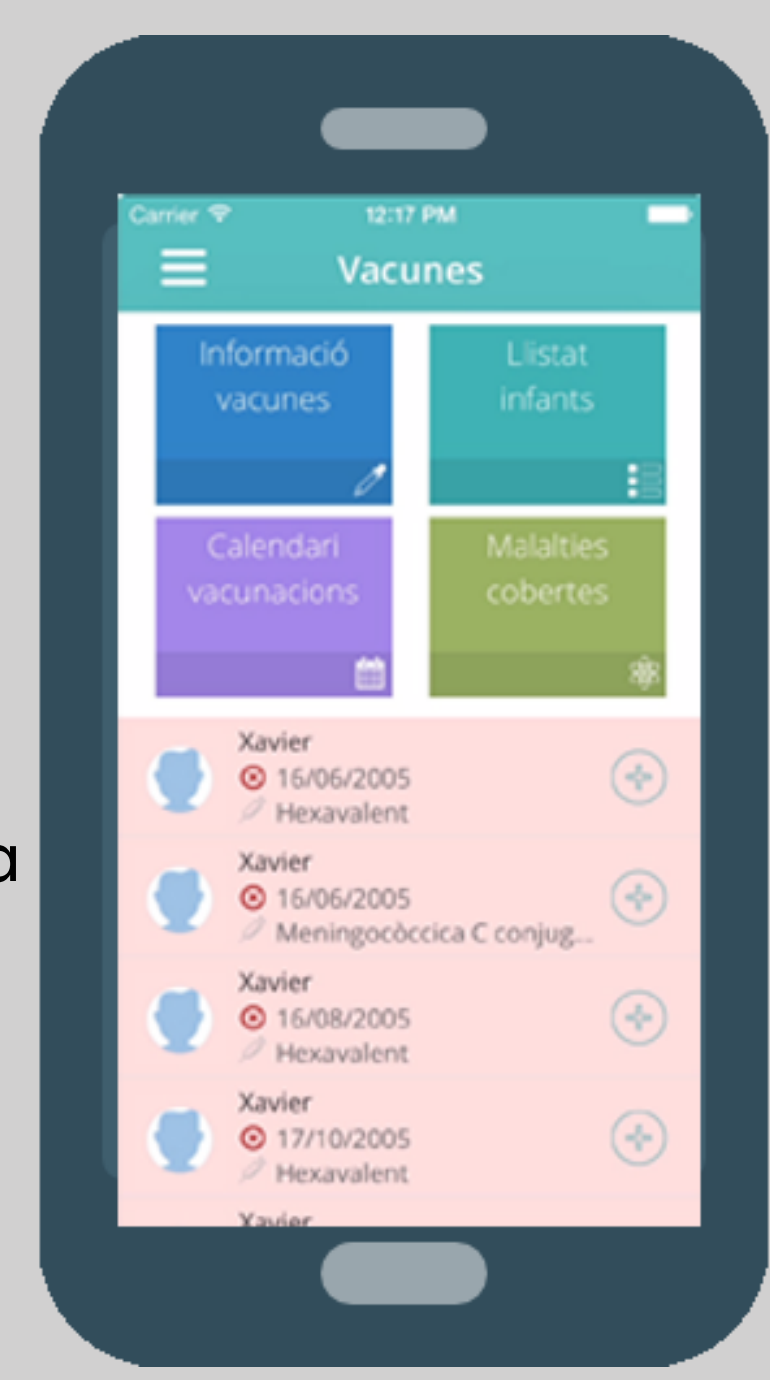 Carrier 12:17 PM
Vacunes
Informació
vacunes
Llistat
infants
Calendari
vacunacions
Malalties
cobertes
Xavier
16/06/2005
Hexavalent
Xavier
16/06/2005
Meningocòccica C conjug...
Xavier
16/08/2005
Hexavalent
Xavier
17/10/2005
Hexavalent
Xavier
a